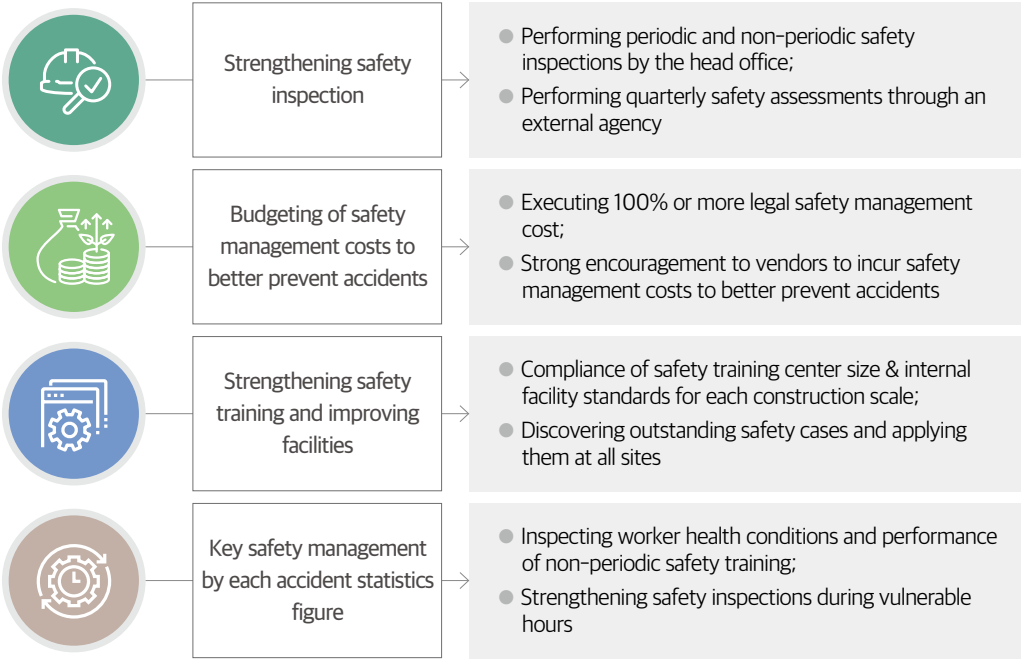 Strengthening safety
inspection
Performing periodic and non-periodic safety
inspections by the head office;
Performing quarterly safety assessments through an
external agency
Budgeting of safety
management costs to
better prevent accidents
Executing 100% or more legal safety management
cost;
Strong encouragement to vendors to incur safety
management costs to better prevent accidents
Strengthening safety
training and improving
facilities
Compliance of safety training center size & internal
facility standards for each construction scale;
Discovering outstanding safety cases and applying
them at all sites
Key safety management
by each accident statistics
figure
Inspecting worker health conditions and performance
of non-periodic safety training;
Strengthening safety inspections during vulnerable
hours